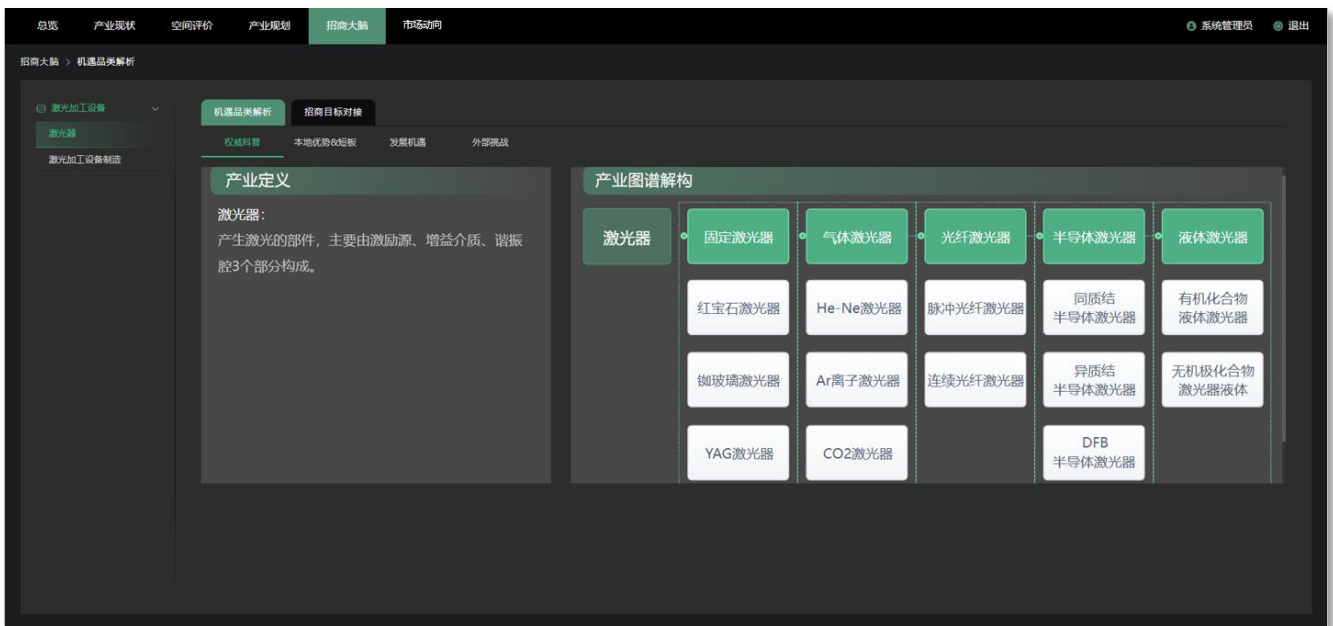 总览 产业现状 空间评价 产业规划 招商大脑 市场动向 系统管理员 退出
招商大脑 > 机遇品类解析
激光加工设备
激光器
激光加工设备制造
机遇品类解析 招商目标对接
权威科普 本地优势&短板 发展机遇 外部挑战
产业定义
激光器：
产生激光的部件，主要由激励源、增益介质、谐振
腔3个部分构成。
产业图谱解构
激光器 固定激光器 气体激光器 光纤激光器 半导体激光器 液体激光器
红宝石激光器 He-Ne激光器 脉冲光纤激光器 同质结 有机化合物
半导体激光器 液体激光器
铷玻璃激光器 Ar离子激光器 连续光纤激光器 异质结 无机极化合物
半导体激光器 激光器液体
YAG激光器 CO2激光器 DFB
半导体激光器